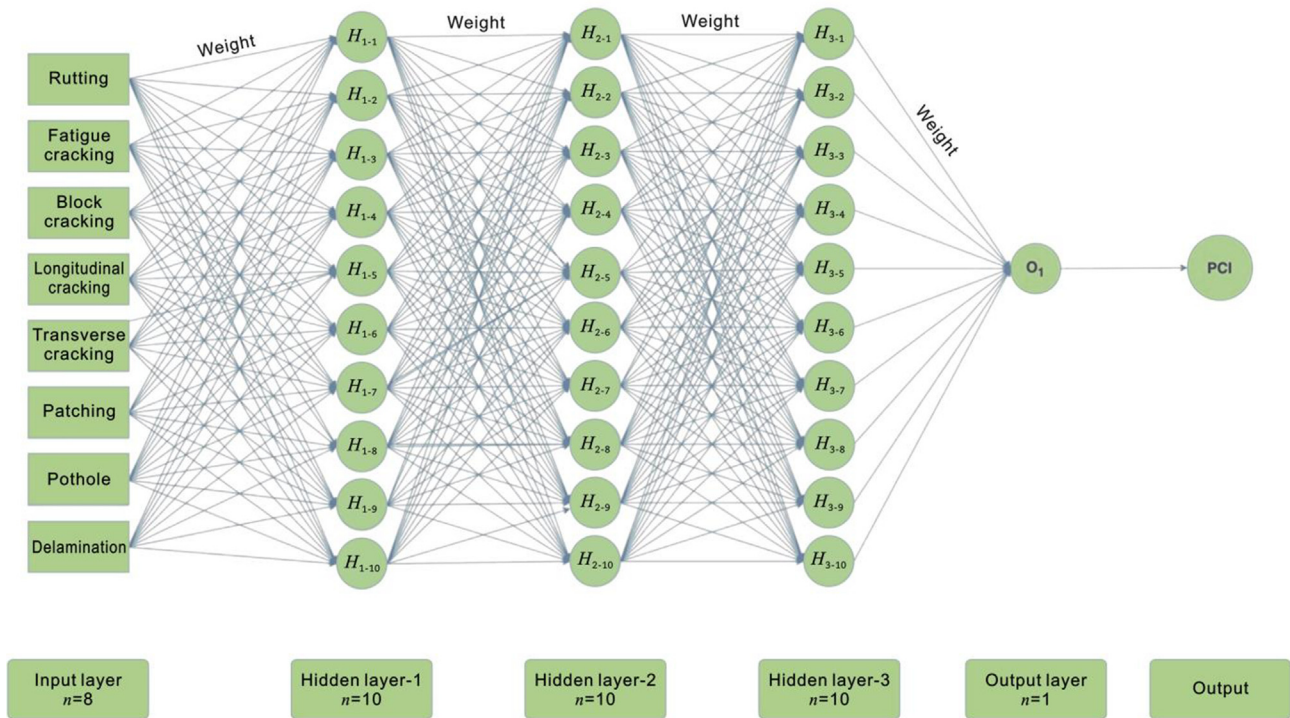 Weight
Weight
Weight
Weight
Rutting
Fatigue
cracking
Block
cracking
Longitudinal
cracking
Transverse
cracking
Patching
Pothole
Delamination
H1-1
H1-2
H1-3
H1-4
H1-5
H1-6
H1-7
H1-8
H1-9
H1-10
H2-1
H2-2
H2-3
H2-4
H2-5
H2-6
H2-7
H2-8
H2-9
H2-10
H3-1
H3-2
H3-3
H3-4
H3-5
H3-6
H3-7
H3-8
H3-9
H3-10
O1
PCI
Input layer
n=8
Hidden layer-1
n=10
Hidden layer-2
n=10
Hidden layer-3
n=10
Output layer
n=1
Output